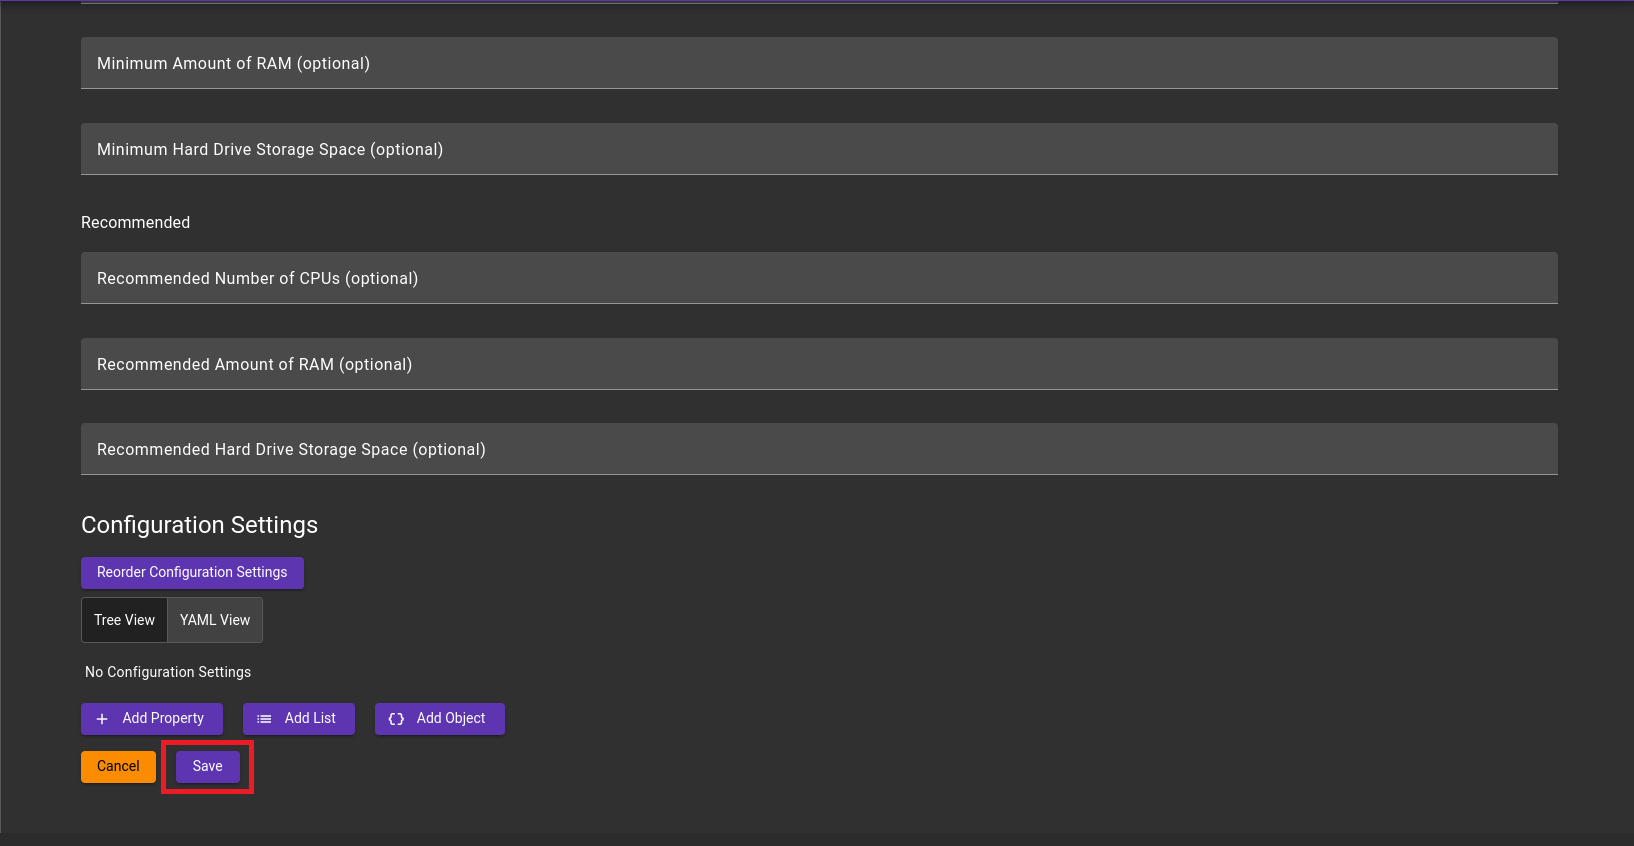 Minimum Amount of RAM (optional)
Minimum Hard Drive Storage Space (optional)
Recommended
Recommended Number of CPUs (optional)
Recommended Amount of RAM (optional)
Recommended Hard Drive Storage Space (optional)
Configuration Settings
Reorder Configuration Settings
Tree View YAML View
No Configuration Settings
Add Property Add List Add Object
Cancel Save